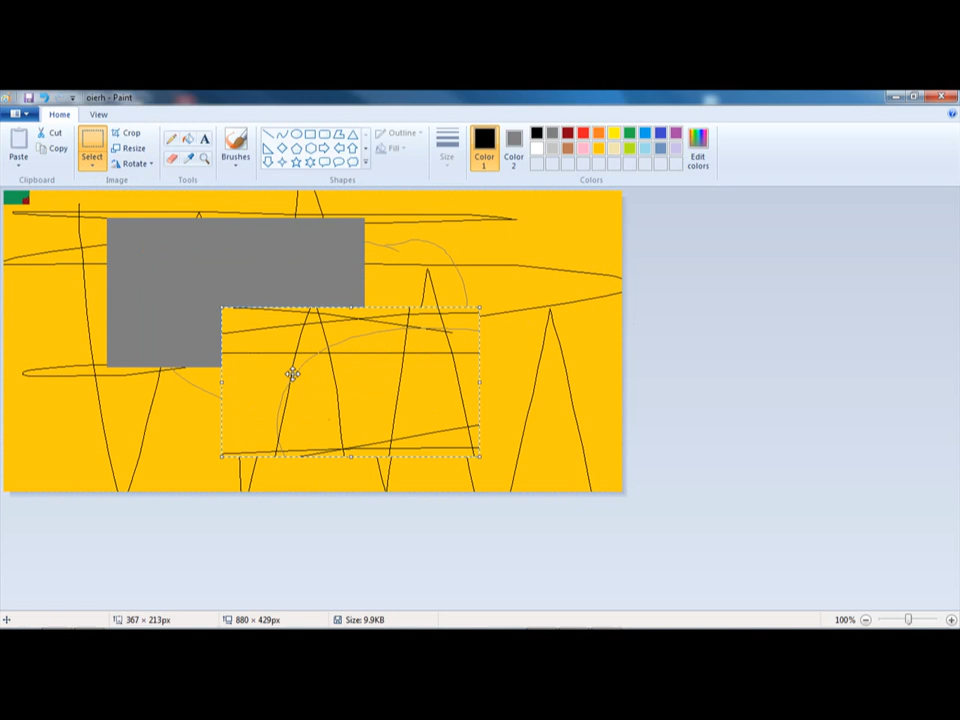 oierh - Paint
Home View
Paste
Cut
Copy
Clipboard
Select
Crop
Resize
Rotate
Image
A
Tools
Brushes
Shapes
Outline
Fill
Size
Color 1
Color 2
Colors
Edit colors
367 × 213px
880 × 429px
Size: 9.9KB
100%